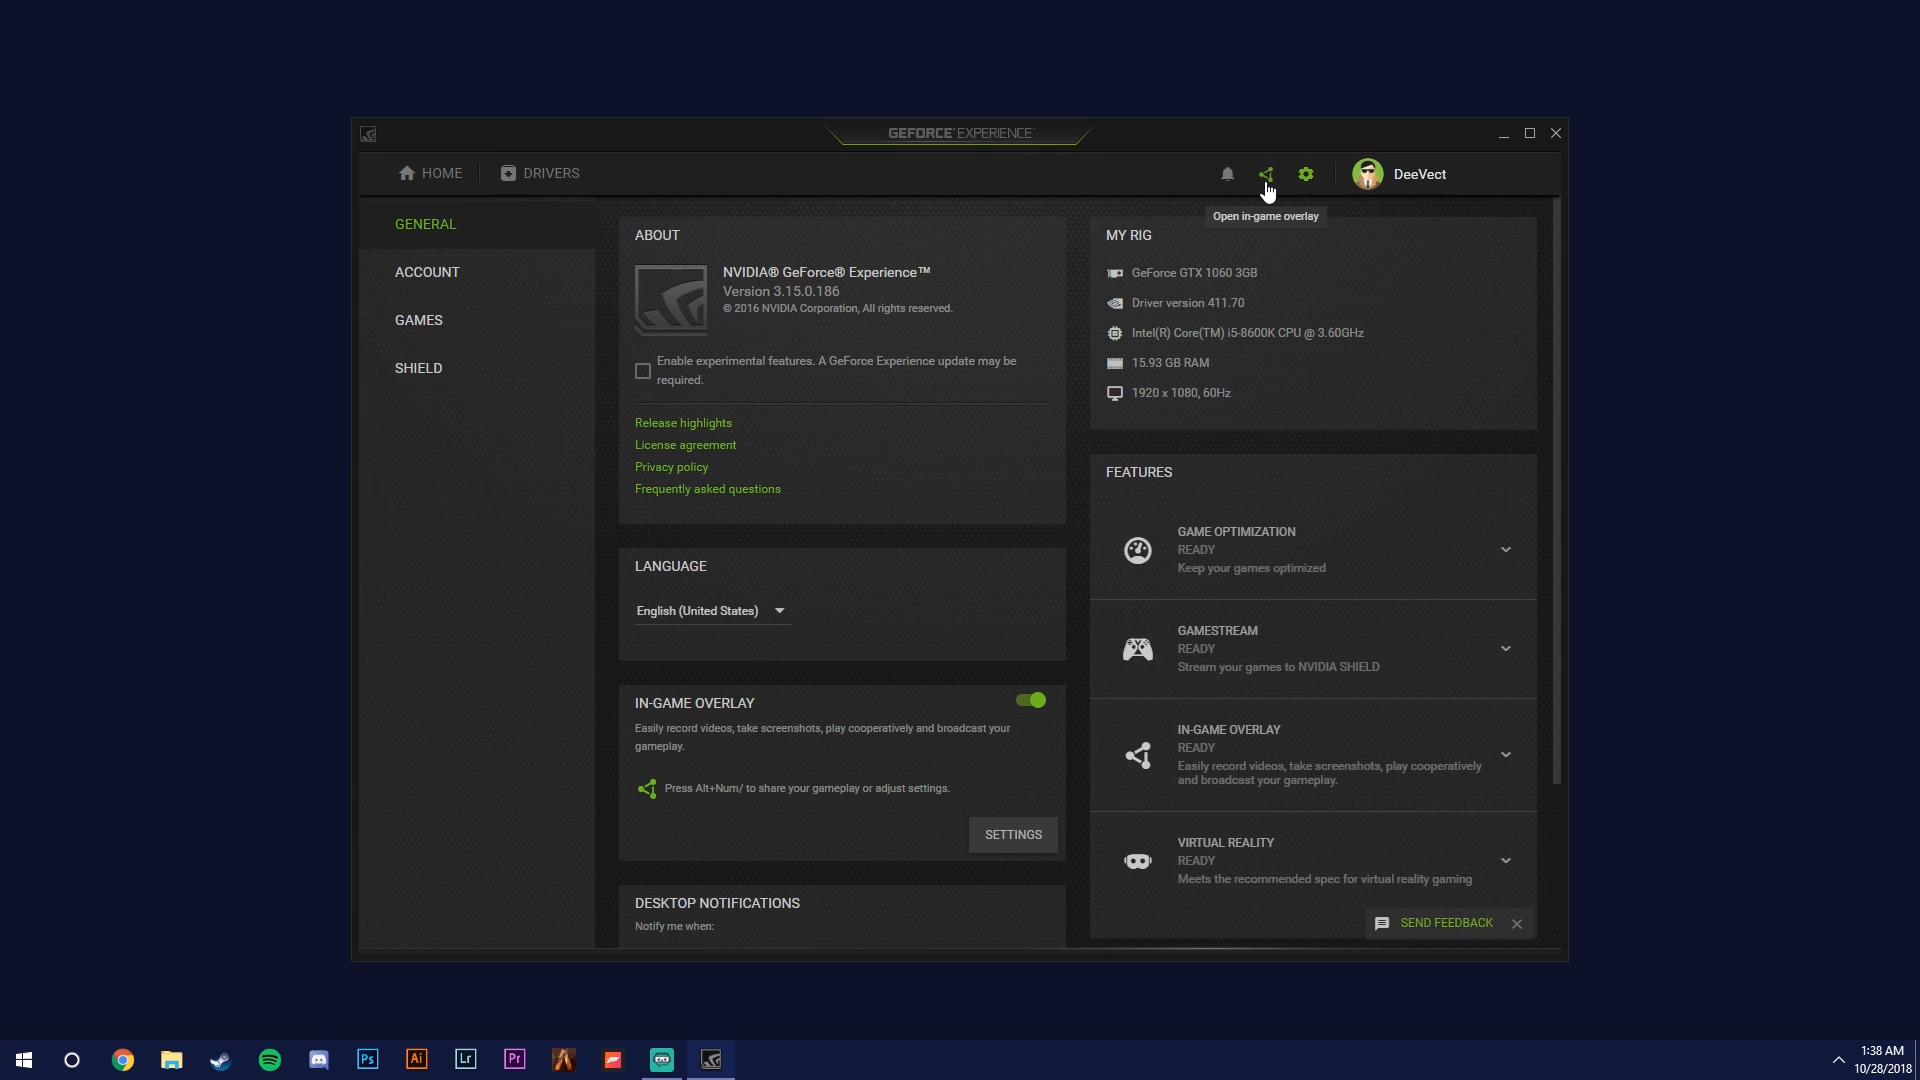 GEFORCE EXPERIENCE
HOME
DRIVERS
DeeVect
Open in-game overlay
GENERAL
ACCOUNT
GAMES
SHIELD
ABOUT
NVIDIA® GeForce® Experience™
Version 3.15.0.186
© 2016 NVIDIA Corporation, All rights reserved.
Enable experimental features. A GeForce Experience update may be
required.
Release highlights
License agreement
Privacy policy
Frequently asked questions
LANGUAGE
English (United States)
IN-GAME OVERLAY
Easily record videos, take screenshots, play cooperatively and broadcast your
gameplay.
Press Alt+Num/ to share your gameplay or adjust settings.
SETTINGS
DESKTOP NOTIFICATIONS
Notify me when:
MY RIG
GeForce GTX 1060 3GB
Driver version 411.70
Intel(R) Core(TM) i5-8600K CPU @ 3.60GHz
15.93 GB RAM
1920 x 1080, 60Hz
FEATURES
GAME OPTIMIZATION
READY
Keep your games optimized
GAMESTREAM
READY
Stream your games to NVIDIA SHIELD
IN-GAME OVERLAY
READY
Easily record videos, take screenshots, play cooperatively
and broadcast your gameplay.
VIRTUAL REALITY
READY
Meets the recommended spec for virtual reality gaming
SEND FEEDBACK
Ps
Ai
Lr
Pr
1:38 AM
10/28/2018